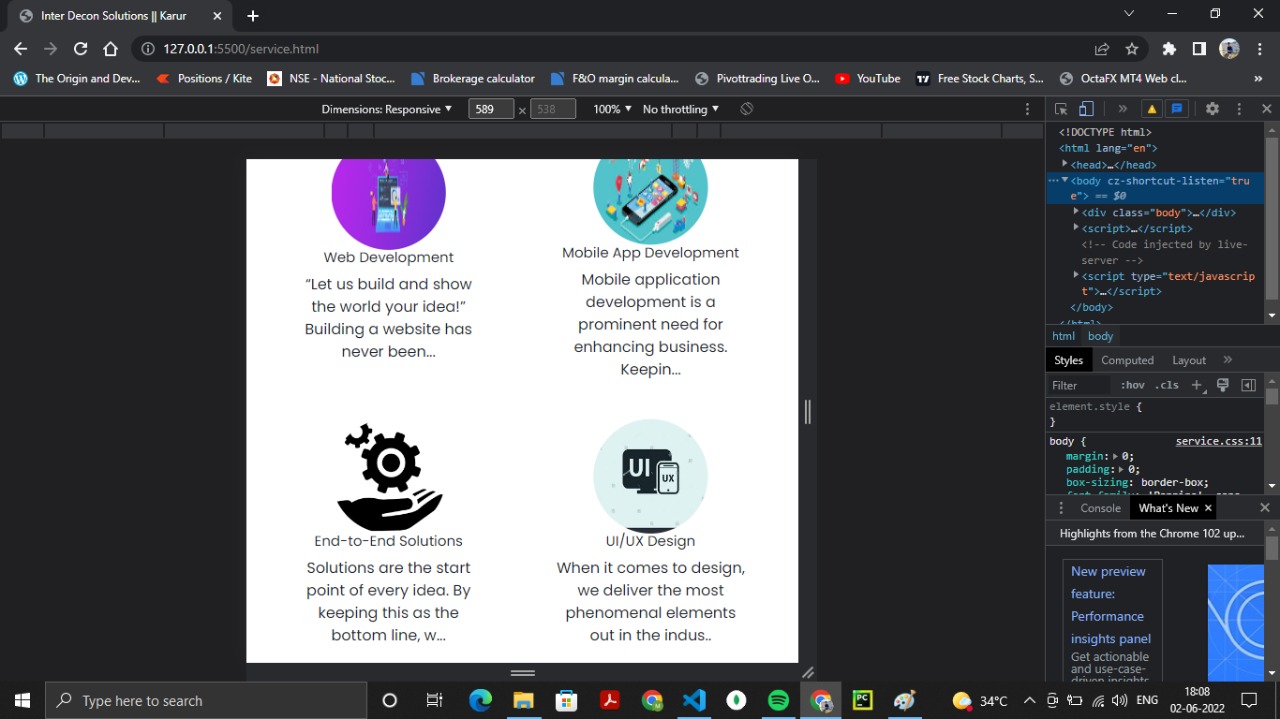 Inter Decon Solutions || Karur
127.0.0.1:5500/service.html
The Origin and Dev...
Positions / Kite
NSE - National Stoc...
Brokerage calculator
F&O margin calcula...
Pivottrading Live O...
YouTube
Free Stock Charts, S...
OctaFX MT4 Web cl...
»
Dimensions: Responsive
589
x
538
100%
No throttling
<!DOCTYPE html>
<html lang="en">
<head>…</head>
<body cz-shortcut-listen="tru
e"> == $0
<div class="body">…</div>
<script>…</script>
<!-- Code injected by live-
server -->
<script type="text/javascrip
t">…</script>
</body>
</html>
html
body
Styles
Computed
Layout
»
Filter
:hov
.cls
+
element.style {
}
body {
service.css:11
margin: 0;
padding: 0;
box-sizing: border-box;
Console
What's New
Highlights from the Chrome 102 up...
New preview
feature:
Performance
insights panel
Get actionable
and use-case-
driven insights
Web Development
“Let us build and show
the world your idea!”
Building a website has
never been...
Mobile App Development
Mobile application
development is a
prominent need for
enhancing business.
Keepin...
End-to-End Solutions
Solutions are the start
point of every idea. By
keeping this as the
bottom line, w...
UI
UX
UI/UX Design
When it comes to design,
we deliver the most
phenomenal elements
out in the indus..
Type here to search
PC
34°C
ENG
18:08
02-06-2022